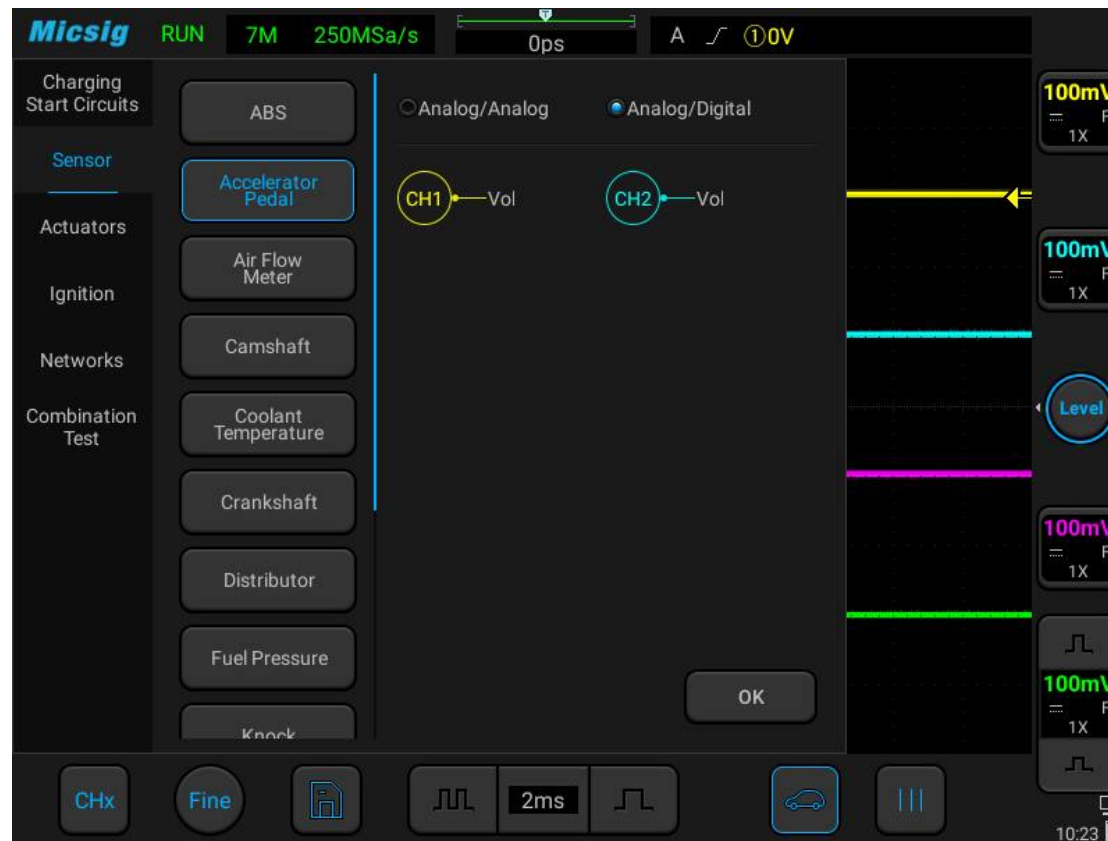 Micsig RUN 7M 250MSa/s T 0ps A ①0V
Charging
Start Circuits
Sensor
Actuators
Ignition
Networks
Combination
Test
ABS
Accelerator
Pedal
Air Flow
Meter
Camshaft
Coolant
Temperature
Crankshaft
Distributor
Fuel Pressure
Knock
Analog/Analog Analog/Digital
CH1 Vol CH2 Vol
OK
100mV
F
1X
100mV
F
1X
Level
100mV
F
1X
100mV
F
1X
CHx Fine 2ms
10:23